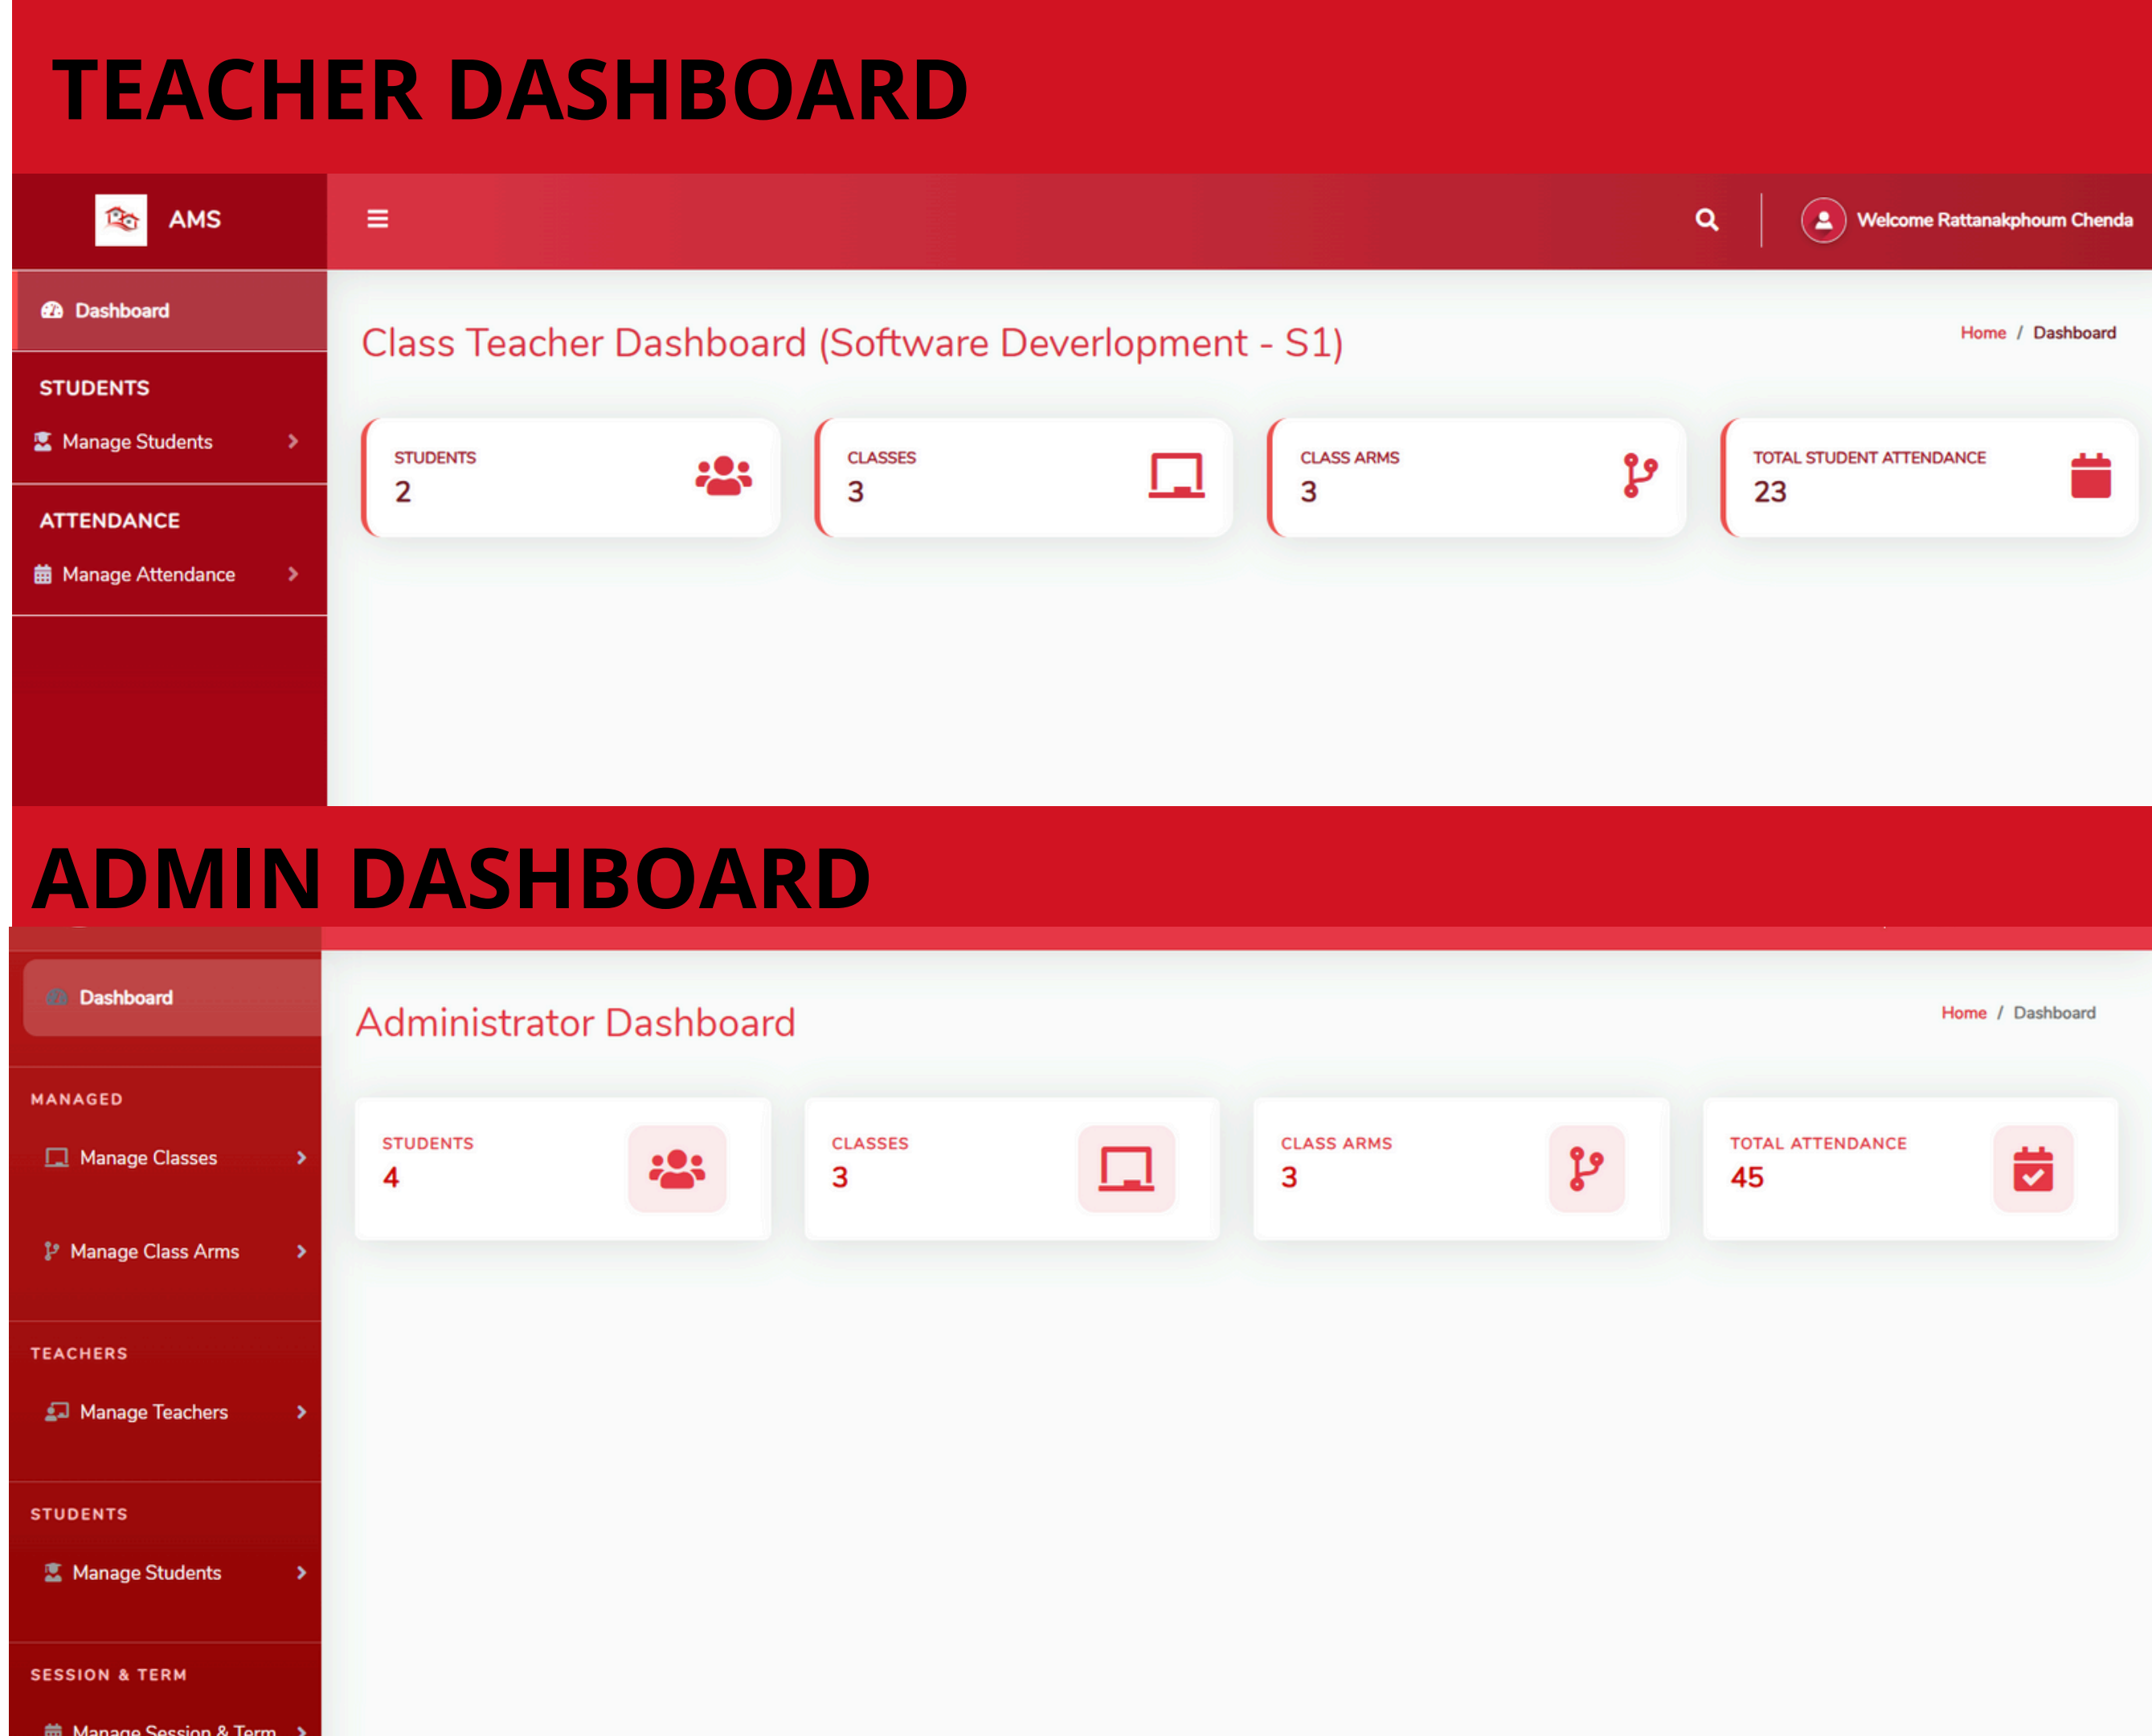 TEACHER DASHBOARD
AMS
Welcome Rattanakphoum Chenda
Dashboard
STUDENTS
Manage Students
ATTENDANCE
Manage Attendance
Class Teacher Dashboard (Software Deverlopment - S1)
Home / Dashboard
STUDENTS
2
CLASSES
3
CLASS ARMS
3
TOTAL STUDENT ATTENDANCE
23
ADMIN DASHBOARD
Dashboard
MANAGED
Manage Classes
Manage Class Arms
TEACHERS
Manage Teachers
STUDENTS
Manage Students
SESSION & TERM
Manage Session & Term
Administrator Dashboard
Home / Dashboard
STUDENTS
4
CLASSES
3
CLASS ARMS
3
TOTAL ATTENDANCE
45